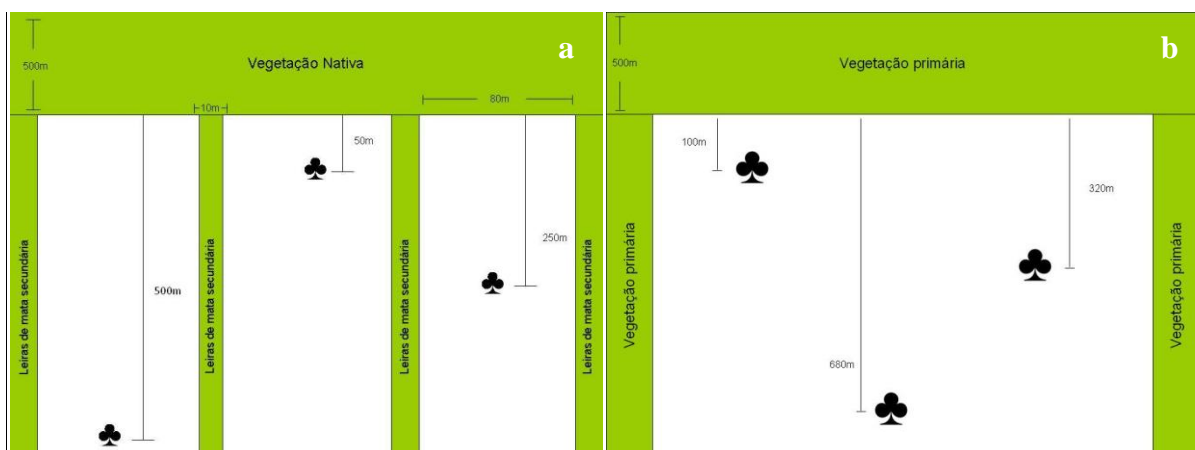 a
500m
Vegetação Nativa
10m
80m
50m
250m
500m
Leiras de mata secundária
Leiras de mata secundária
Leiras de mata secundária
Leiras de mata secundária
b
500m
Vegetação primária
100m
320m
680m
Vegetação primária
Vegetação primária